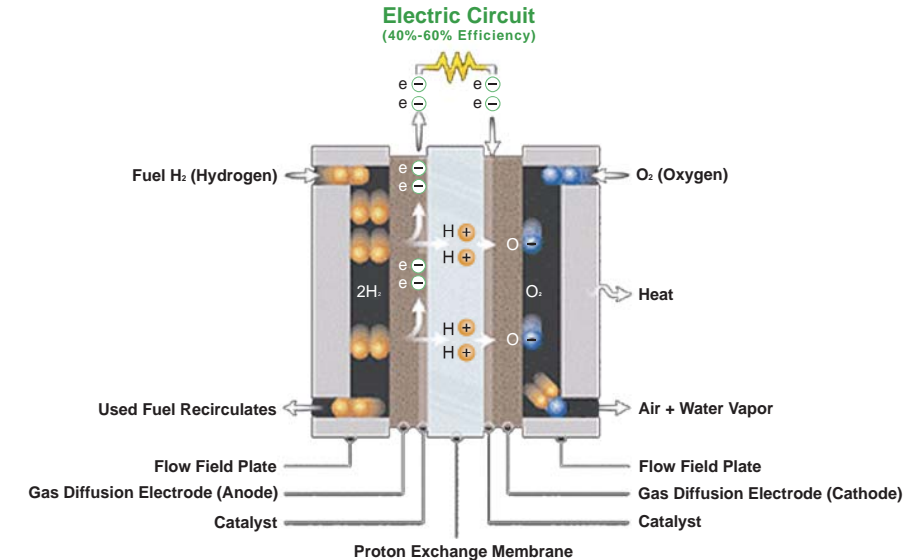 Electric Circuit
(40%-60% Efficiency)
e − e −
e − e −
Fuel H₂ (Hydrogen)
O₂ (Oxygen)
e −
e −
H +
H +
O −
e −
e −
2H₂
O₂
Heat
H +
H +
O −
Used Fuel Recirculates
Air + Water Vapor
Flow Field Plate
Flow Field Plate
Gas Diffusion Electrode (Anode)
Gas Diffusion Electrode (Cathode)
Catalyst
Catalyst
Proton Exchange Membrane